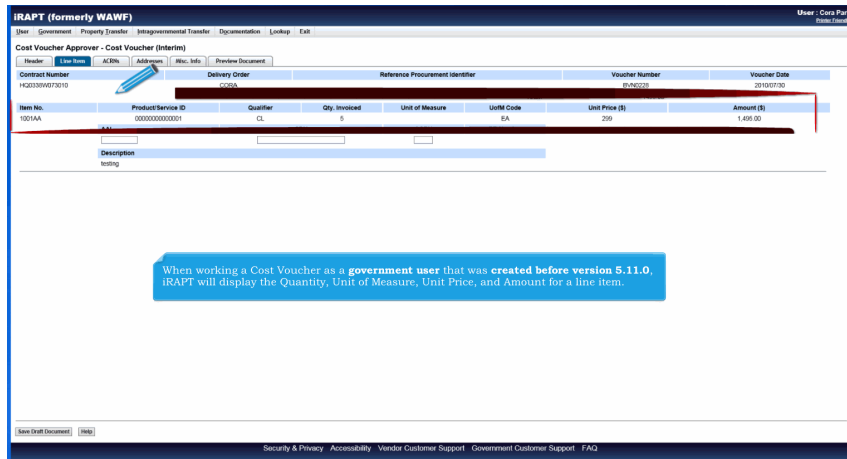 iRAPT (formerly WAWF)
User : Cora Par
Printer Friendl
User Government Property Transfer Intragovernmental Transfer Documentation Lookup Exit
Cost Voucher Approver - Cost Voucher (Interim)
Header Line Item ACRNs Addresses Misc. Info Preview Document
Contract Number Delivery Order Reference Procurement Identifier Voucher Number Voucher Date
HQ0338W073010 CORA BVN0228 2010/07/30
Item No. Product/Service ID Qualifier Qty. Invoiced Unit of Measure UofM Code Unit Price ($) Amount ($)
1001AA 00000000000001 CL 5 EA 299 1,495.00
AAI
Description
testing
When working a Cost Voucher as a government user that was created before version 5.11.0,
iRAPT will display the Quantity, Unit of Measure, Unit Price, and Amount for a line item.
Save Draft Document Help
Security & Privacy Accessibility Vendor Customer Support Government Customer Support FAQ